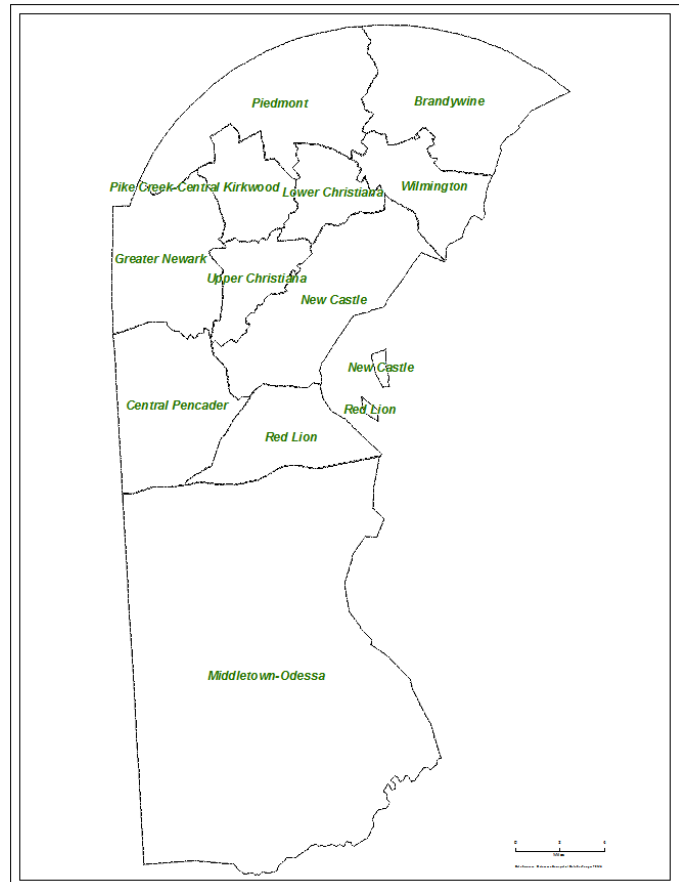 Piedmont
Brandywine
Pike Creek-Central Kirkwood
Lower Christiana
Wilmington
Greater Newark
Upper Christiana
New Castle
New Castle
Central Pencader
Red Lion
Red Lion
Middletown-Odessa
Miles